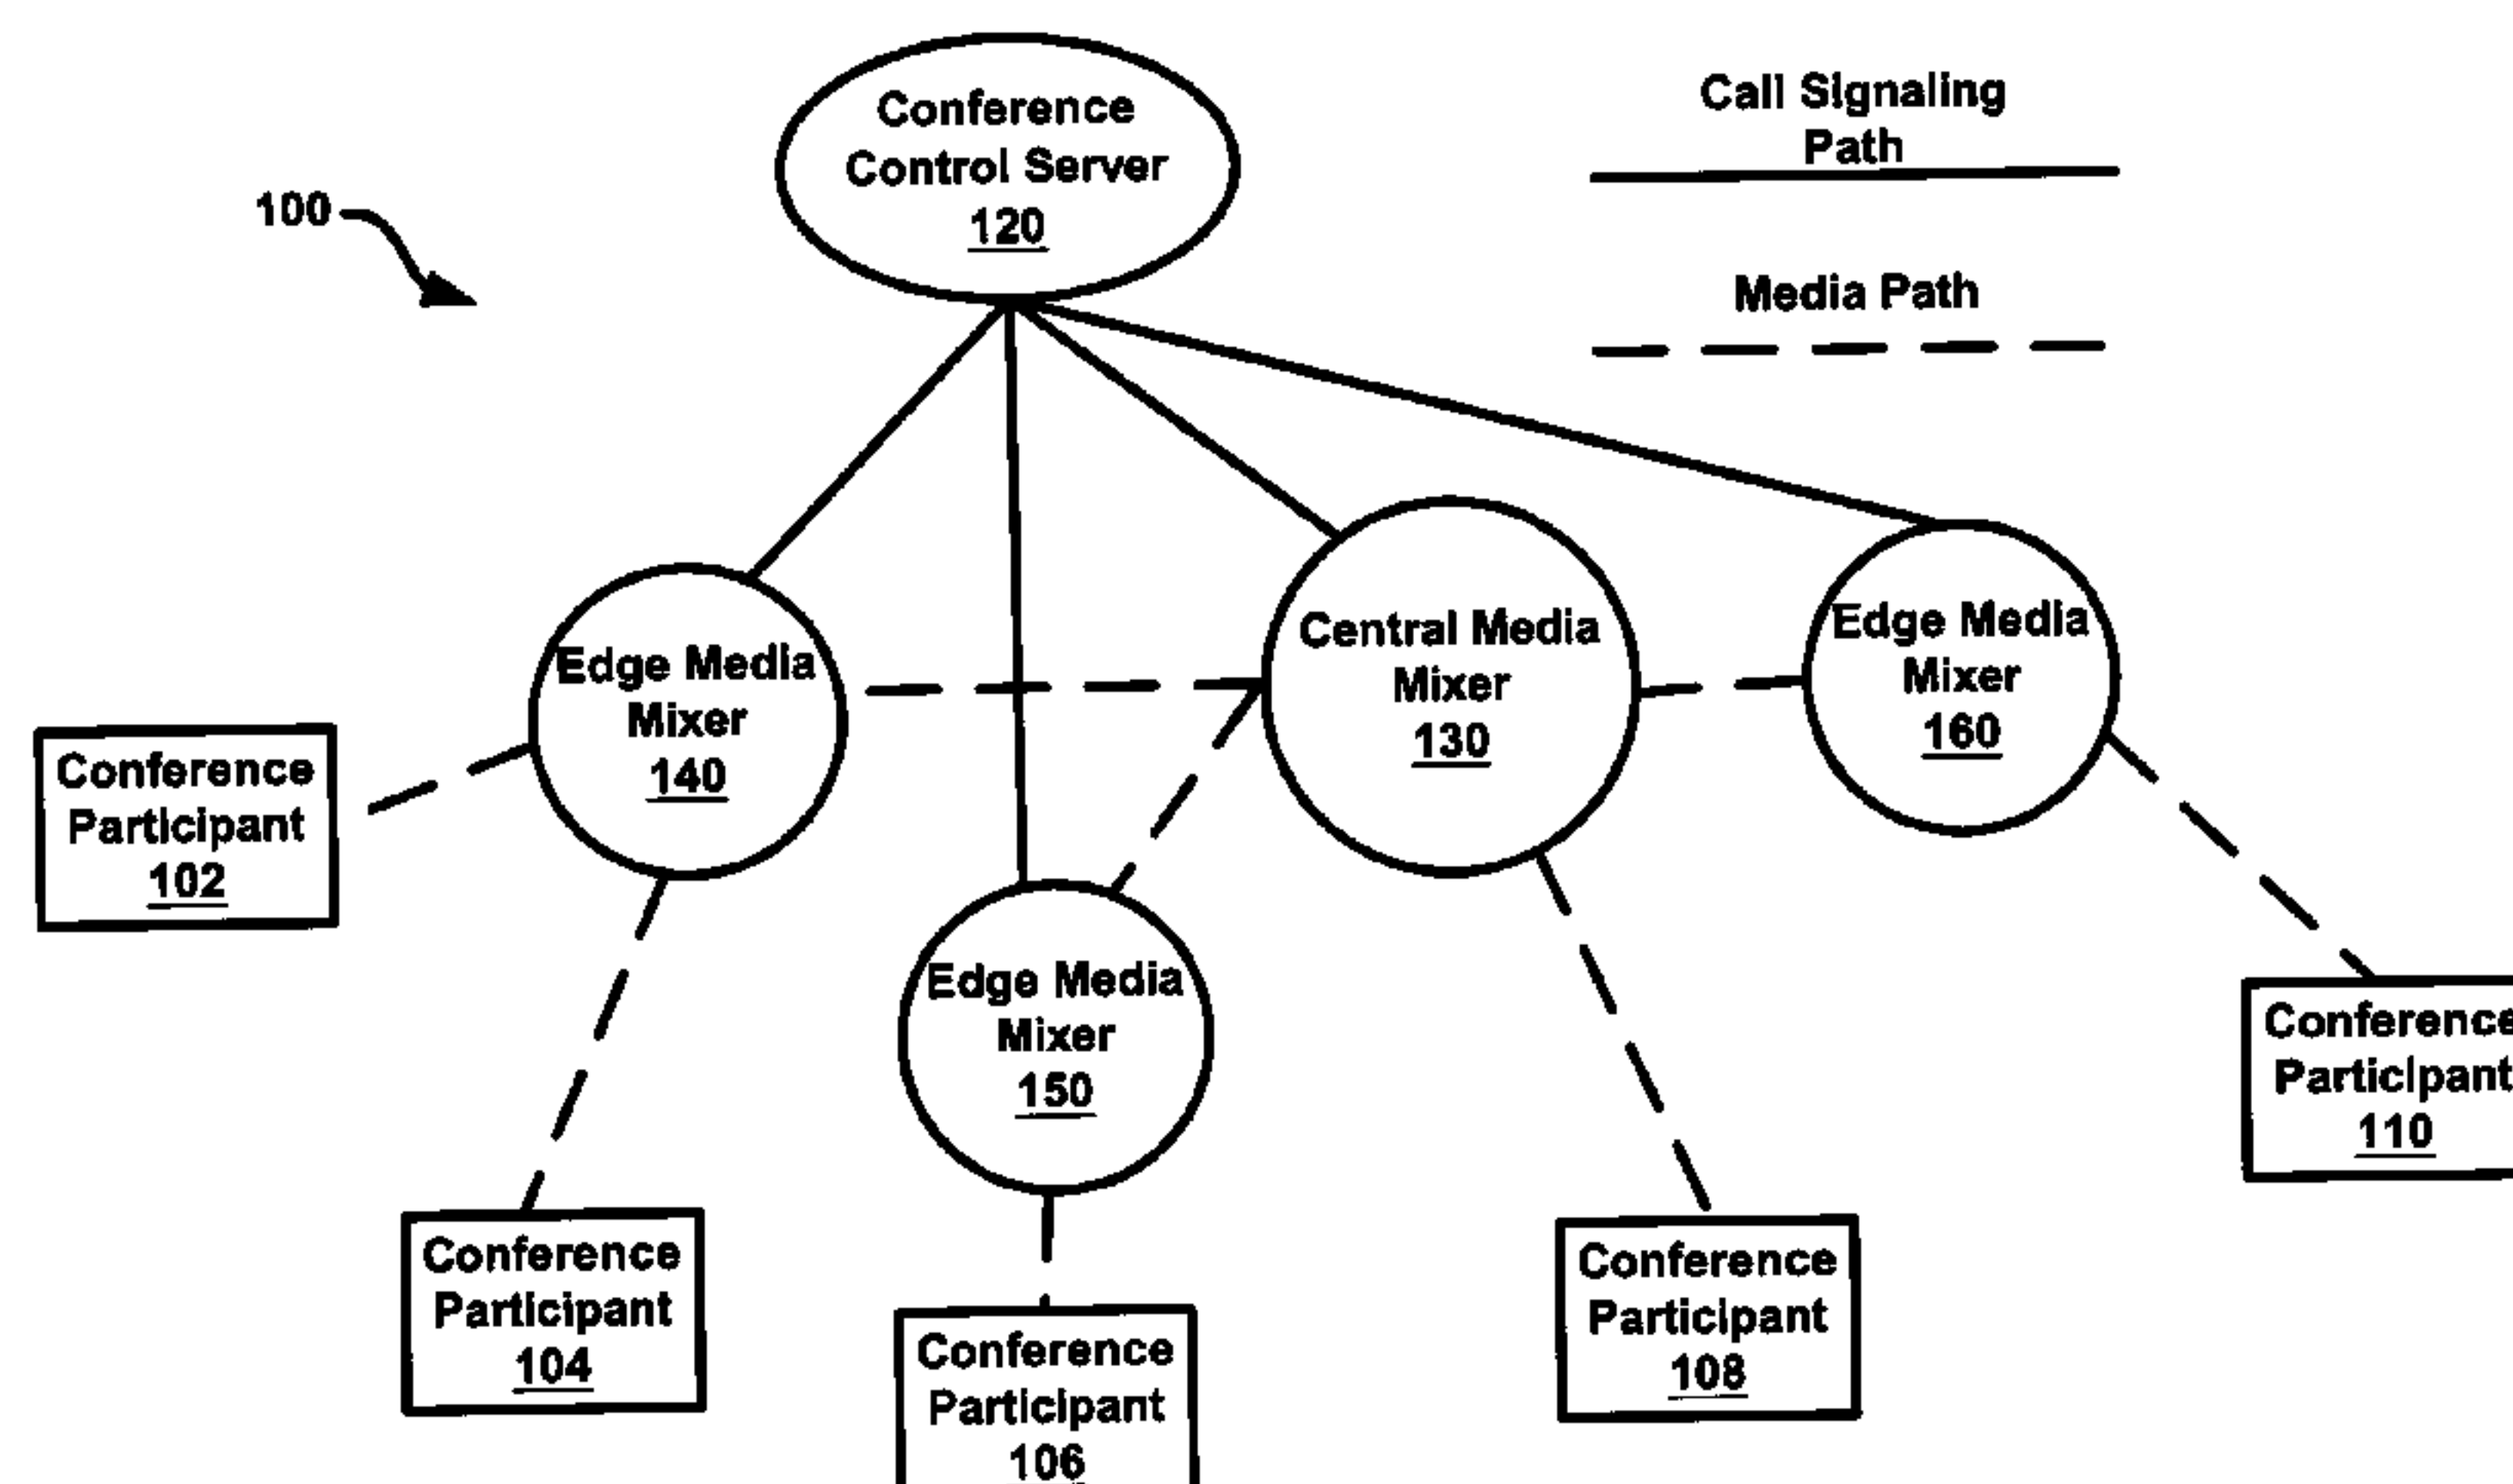 Conference
Control Server
120
Call Signaling
Path
100
Media Path
Edge Media
Mixer
140
Central Media
Mixer
130
Edge Media
Mixer
160
Conference
Participant
102
Edge Media
Mixer
150
Conference
Participant
110
Conference
Participant
104
Conference
Participant
106
Conference
Participant
108